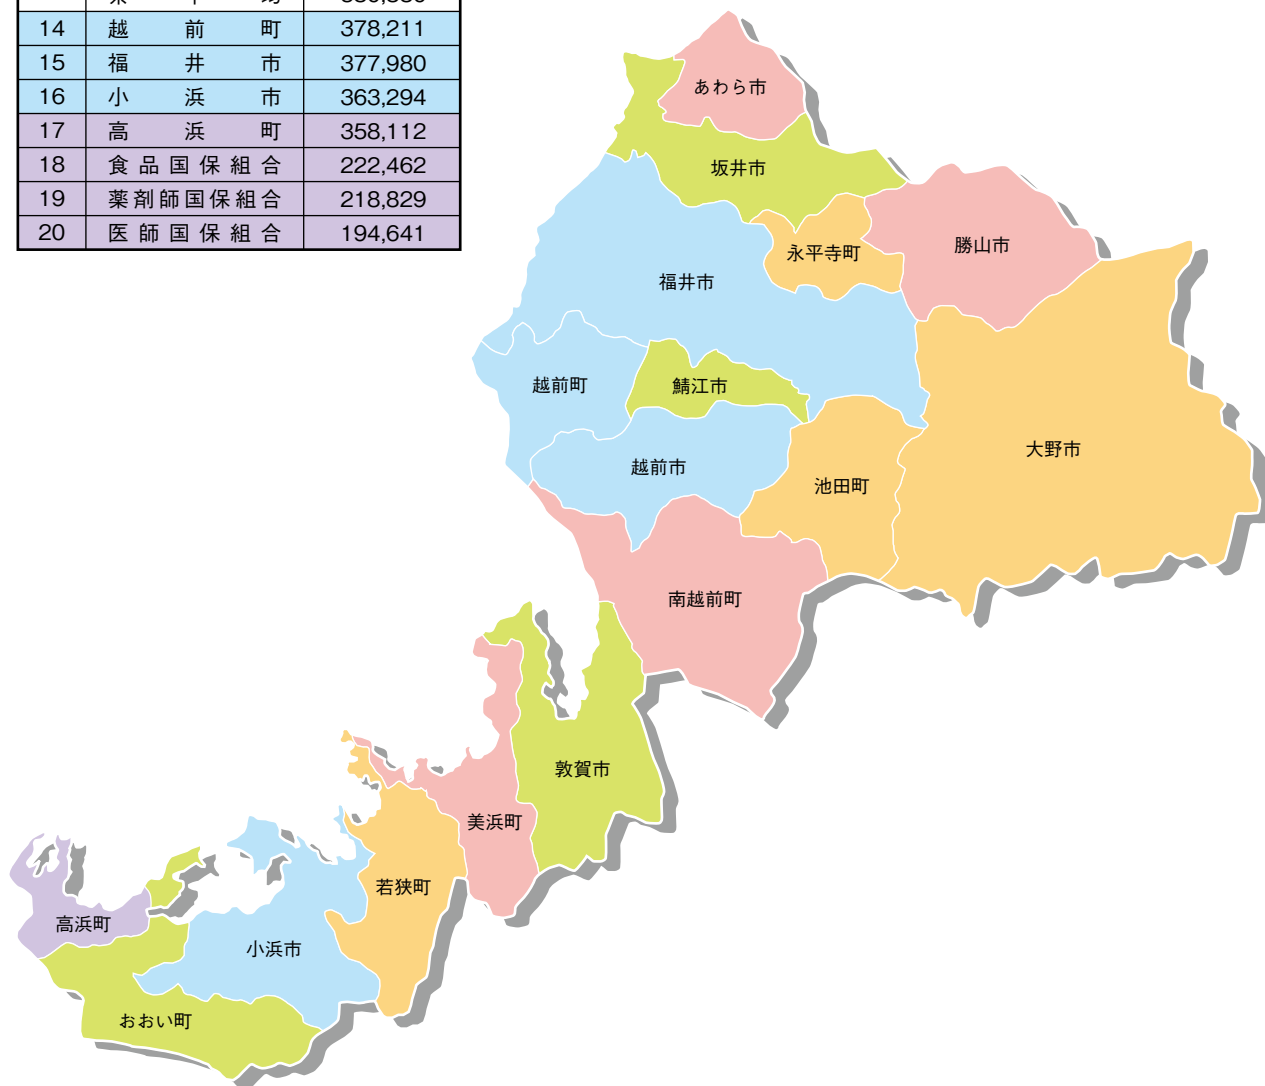 14 越前町 378,211
15 福井市 377,980
16 小浜市 363,294
17 高浜町 358,112
18 食品国保組合 222,462
19 薬剤師国保組合 218,829
20 医師国保組合 194,641
あわら市
坂井市
永平寺町
勝山市
福井市
越前町
鯖江市
大野市
越前市
池田町
南越前町
敦賀市
美浜町
若狭町
高浜町
小浜市
おおい町